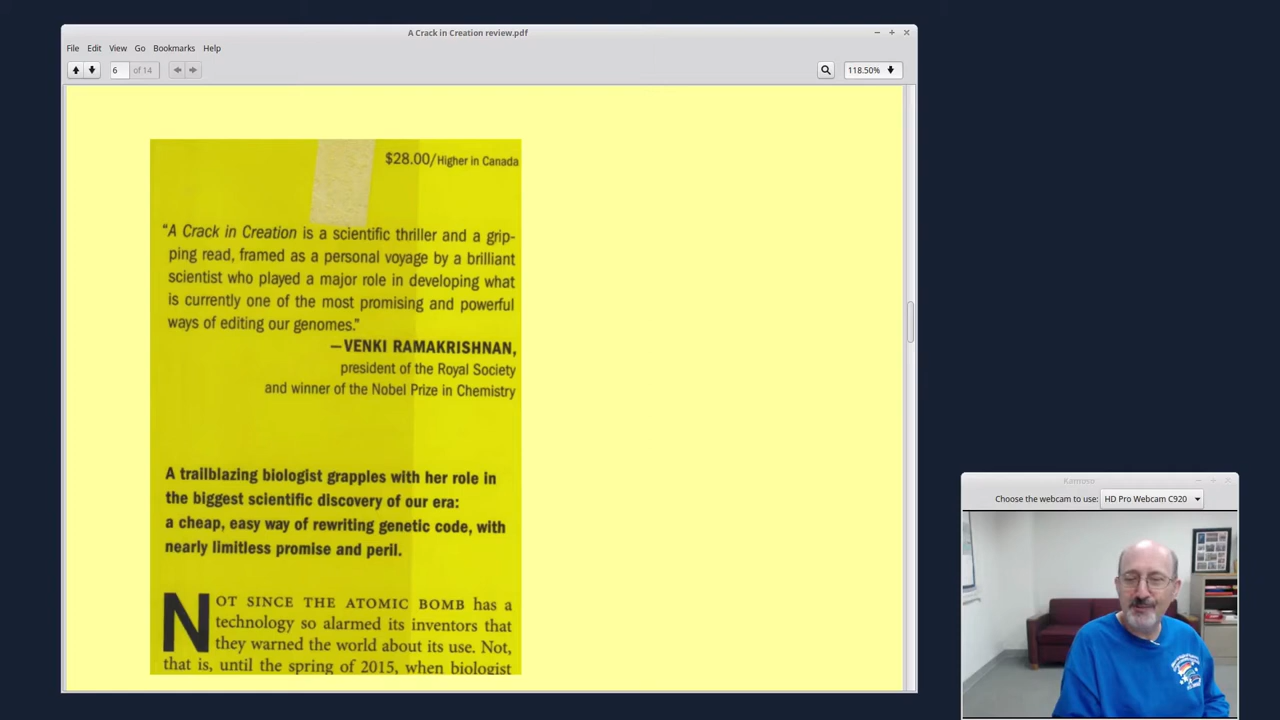 A Crack in Creation review.pdf
File Edit View Go Bookmarks Help
6 of 14
118.50%
$28.00/Higher in Canada
“A Crack in Creation is a scientific thriller and a grip-
ping read, framed as a personal voyage by a brilliant
scientist who played a major role in developing what
is currently one of the most promising and powerful
ways of editing our genomes.”
—VENKI RAMAKRISHNAN,
president of the Royal Society
and winner of the Nobel Prize in Chemistry
A trailblazing biologist grapples with her role in
the biggest scientific discovery of our era:
a cheap, easy way of rewriting genetic code, with
nearly limitless promise and peril.
NOT SINCE THE ATOMIC BOMB has a
technology so alarmed its inventors that
they warned the world about its use. Not,
that is, until the spring of 2015, when biologist
Kamoso
Choose the webcam to use: HD Pro Webcam C920